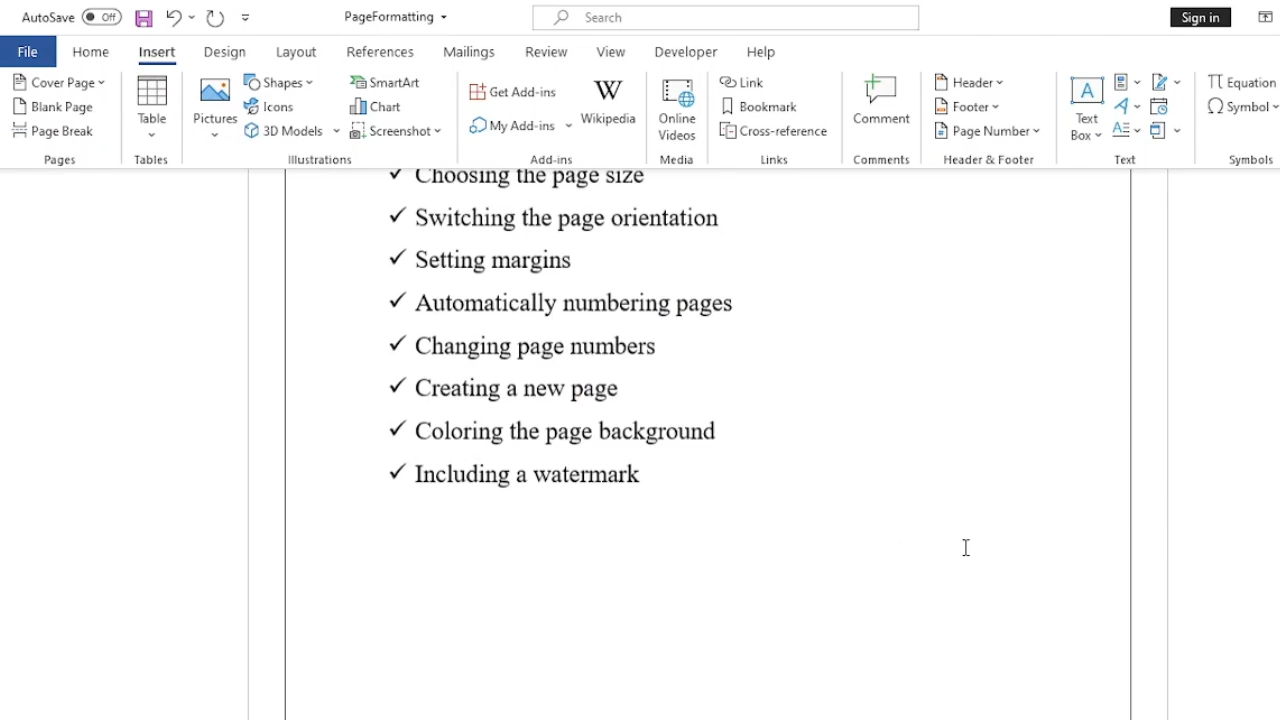 AutoSave Off PageFormatting Search Sign in
File Home Insert Design Layout References Mailings Review View Developer Help
Cover Page
Blank Page
Page Break
Pages
Table
Tables
Pictures
Shapes
Icons
3D Models
SmartArt
Chart
Screenshot
Illustrations
Get Add-ins
My Add-ins
W
Wikipedia
Add-ins
Online
Videos
Media
Link
Bookmark
Cross-reference
Links
Comment
Comments
Header
Footer
Page Number
Header & Footer
A
Text
Box
Text
Equation
Symbol
Symbols
✓ Choosing the page size
✓ Switching the page orientation
✓ Setting margins
✓ Automatically numbering pages
✓ Changing page numbers
✓ Creating a new page
✓ Coloring the page background
✓ Including a watermark